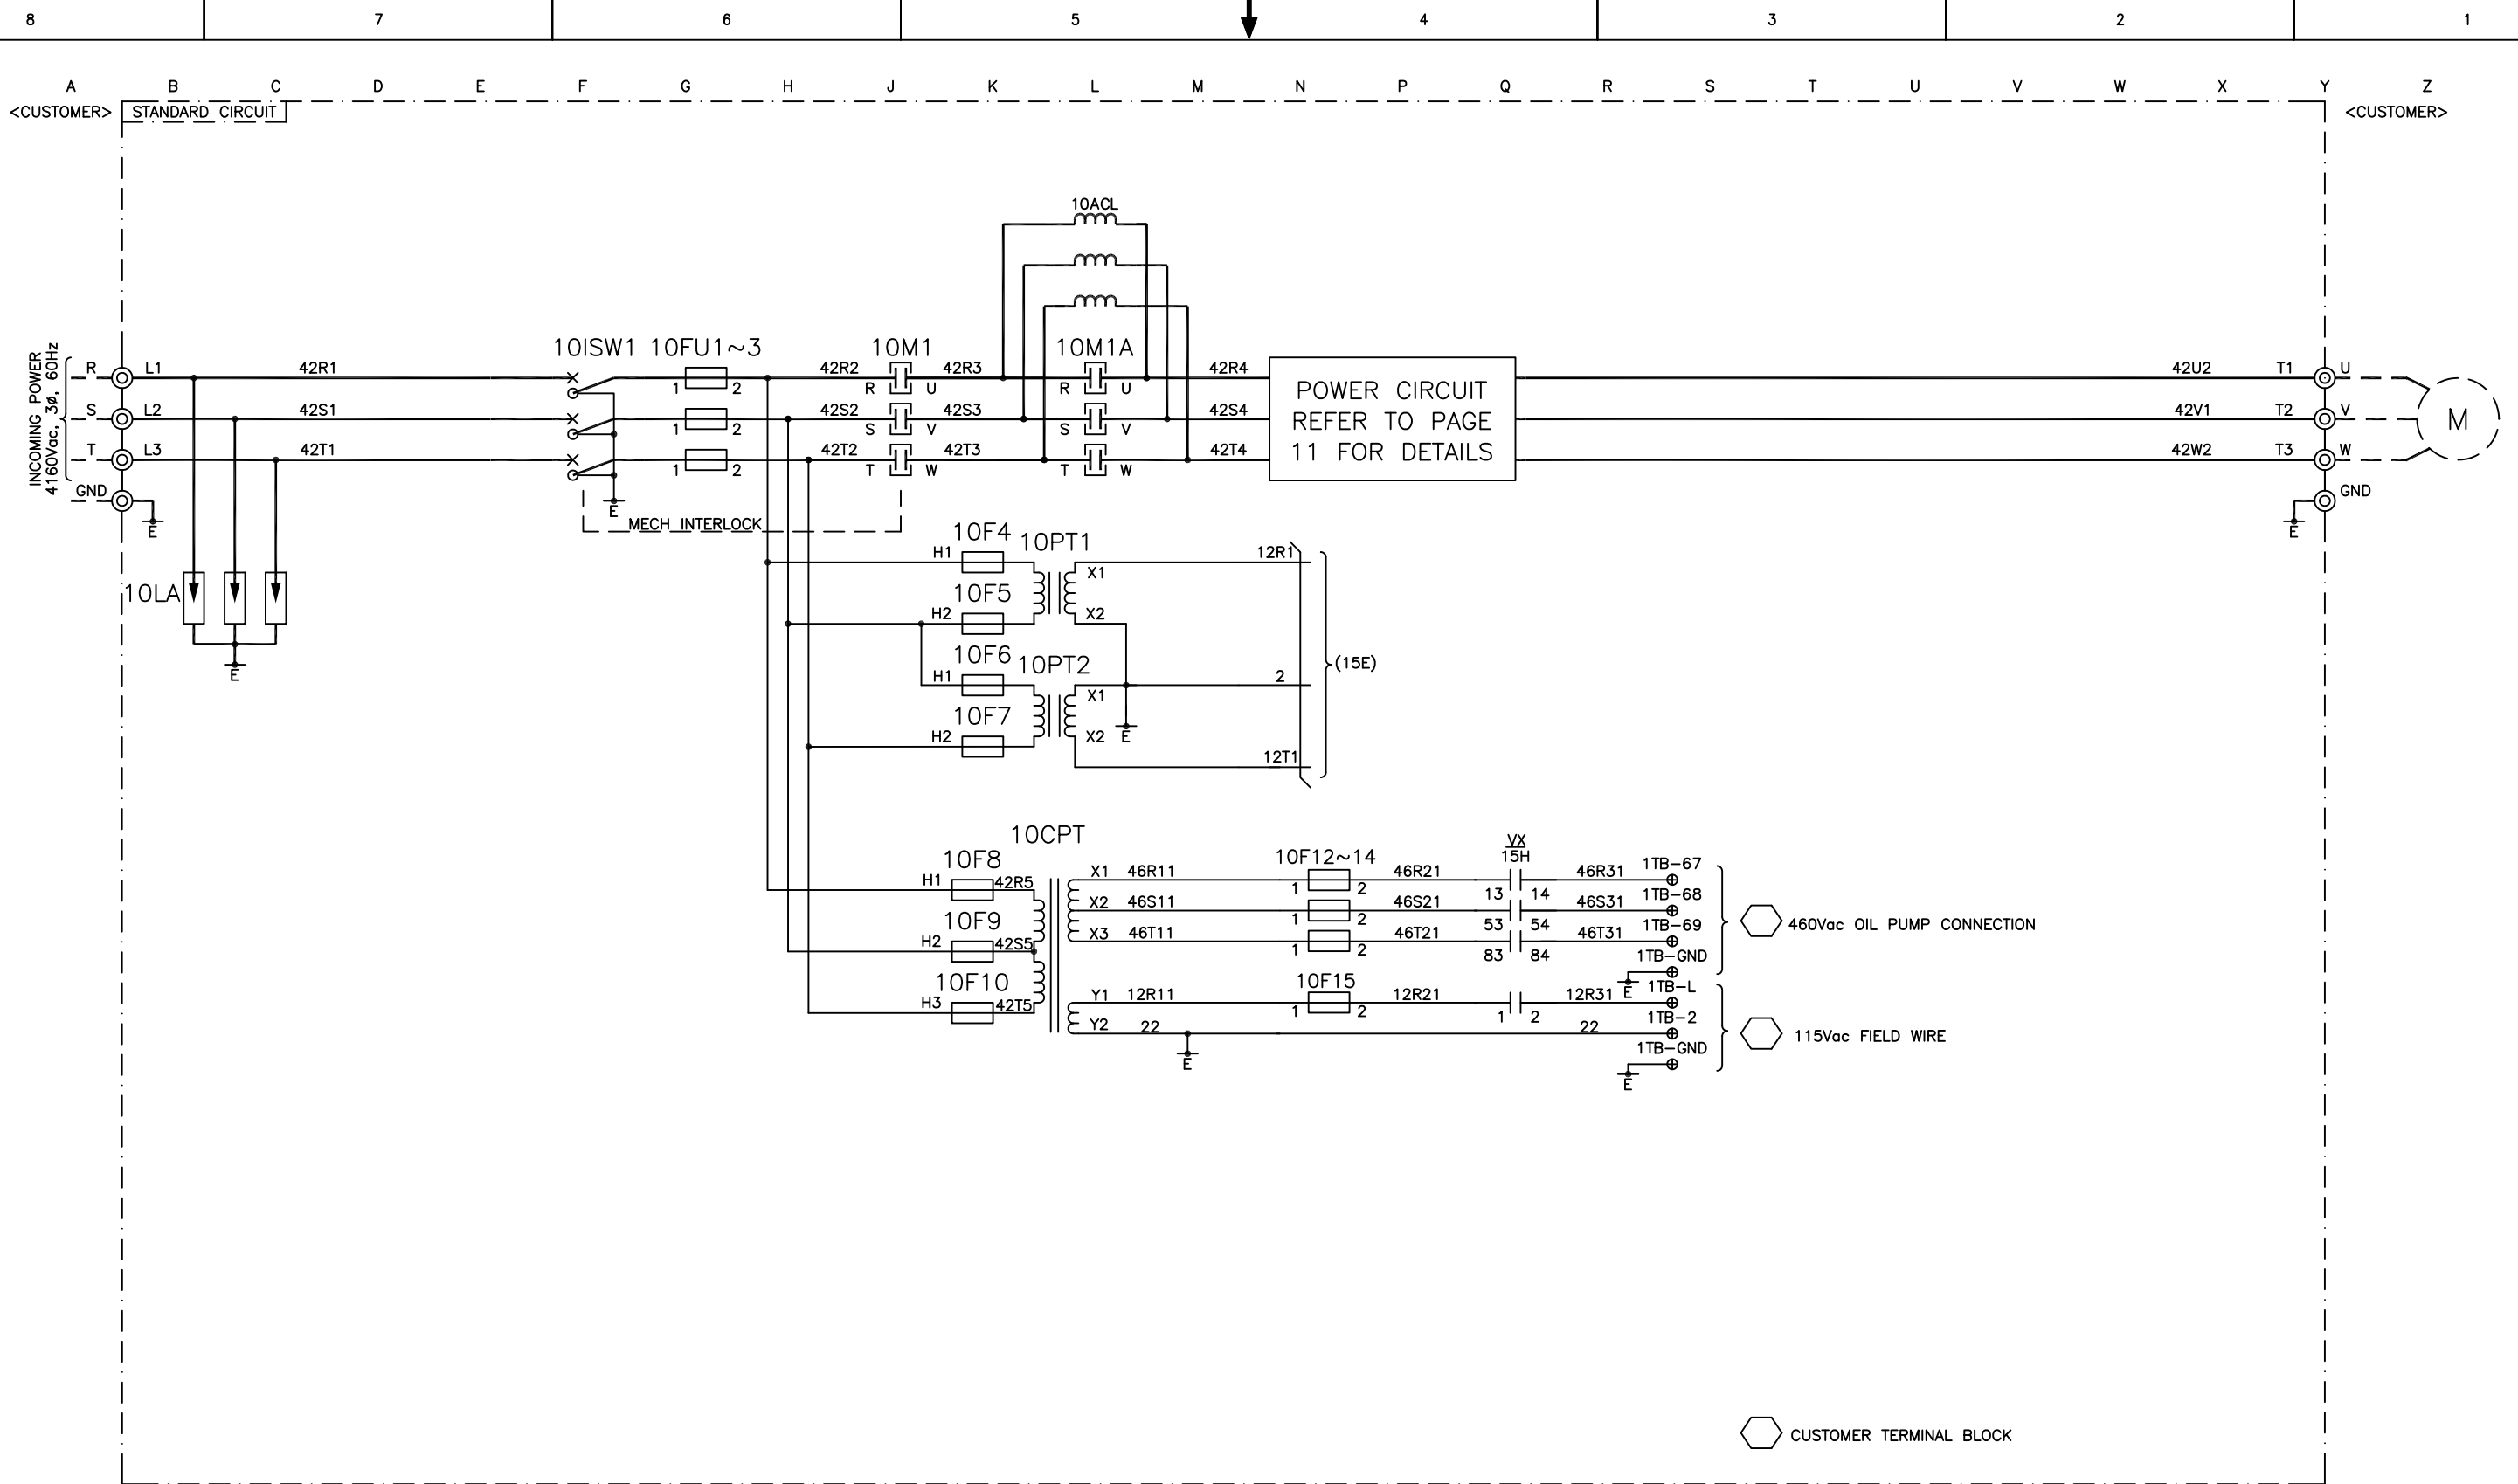 8 7 6 5 4 3 2 1
A B C D E F G H J K L M N P Q R S T U V W X Y Z
<CUSTOMER> STANDARD CIRCUIT <CUSTOMER>
10ACL
INCOMING POWER
4160Vac, 3ø, 60Hz
10ISW1 10FU1~3 10M1 10M1A
R L1 42R1 1 2 42R2 R U 42R3 R U 42R4 42U2 T1 U
S L2 42S1 1 2 42S2 S V 42S3 S V 42S4 42V1 T2 V
T L3 42T1 1 2 42T2 T W 42T3 T W 42T4 42W2 T3 W
POWER CIRCUIT
REFER TO PAGE
11 FOR DETAILS
M
GND E E GND E
MECH INTERLOCK
10LA
E
10F4 10PT1
H1 X1 12R1
10F5
H2 X2
10F6 10PT2
H1 X1 2
(15E)
10F7
H2 X2 E
12T1
10CPT
10F8
H1 42R5
10F9
H2 42S5
10F10
H3 42T5
10F12~14
VX
15H
X1 46R11 1 2 46R21 13 14 46R31 1TB-67
X2 46S11 1 2 46S21 53 54 46S31 1TB-68
X3 46T11 1 2 46T21 83 84 46T31 1TB-69
460Vac OIL PUMP CONNECTION
1TB-GND
E
10F15
Y1 12R11 1 2 12R21 1 2 12R31 1TB-L
Y2 22 22 1TB-2
E
115Vac FIELD WIRE
1TB-GND
E
CUSTOMER TERMINAL BLOCK